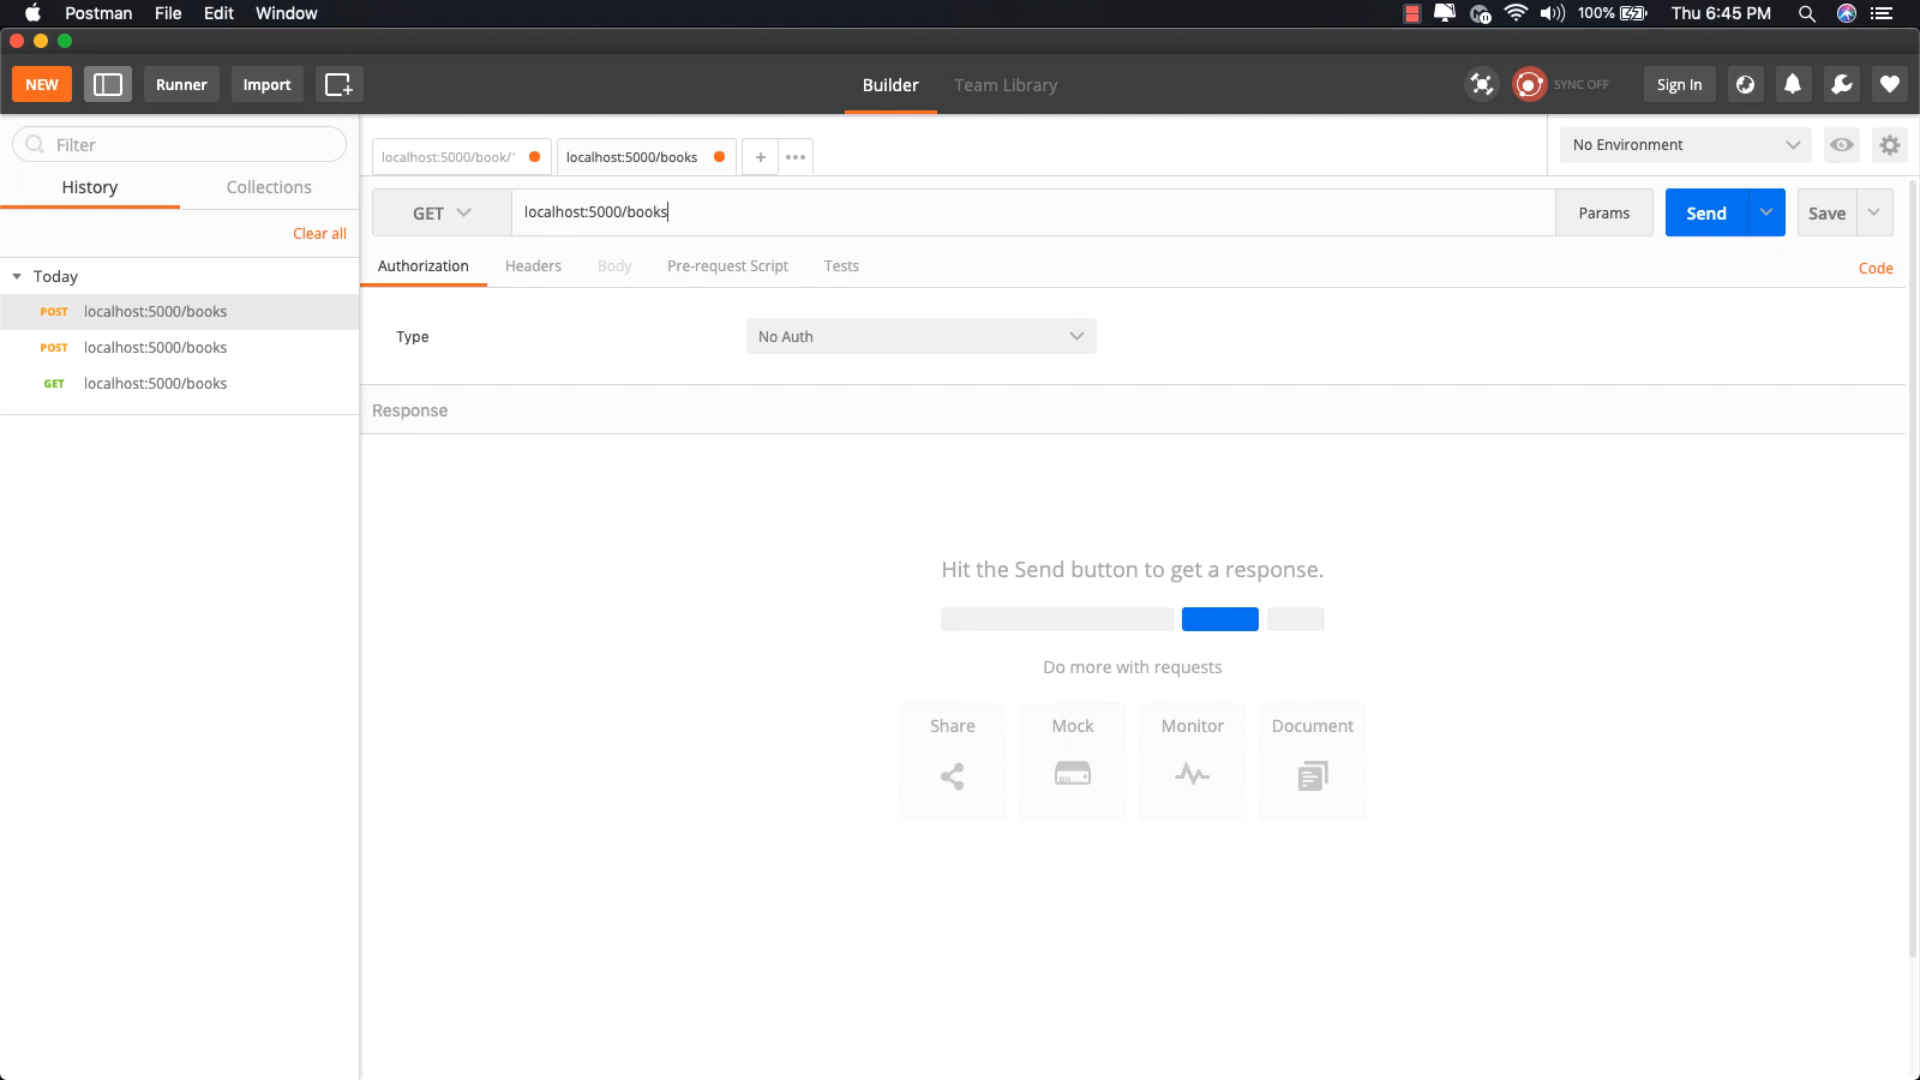 Postman File Edit Window 100% Thu 6:45 PM
NEW Runner Import Builder Team Library SYNC OFF Sign In
Filter
localhost:5000/book/ localhost:5000/books + ••• No Environment
History Collections
GET localhost:5000/books Params Send Save
Clear all
Authorization Headers Body Pre-request Script Tests Code
Today
POST localhost:5000/books
Type No Auth
POST localhost:5000/books
GET localhost:5000/books
Response
Hit the Send button to get a response.
Do more with requests
Share Mock Monitor Document